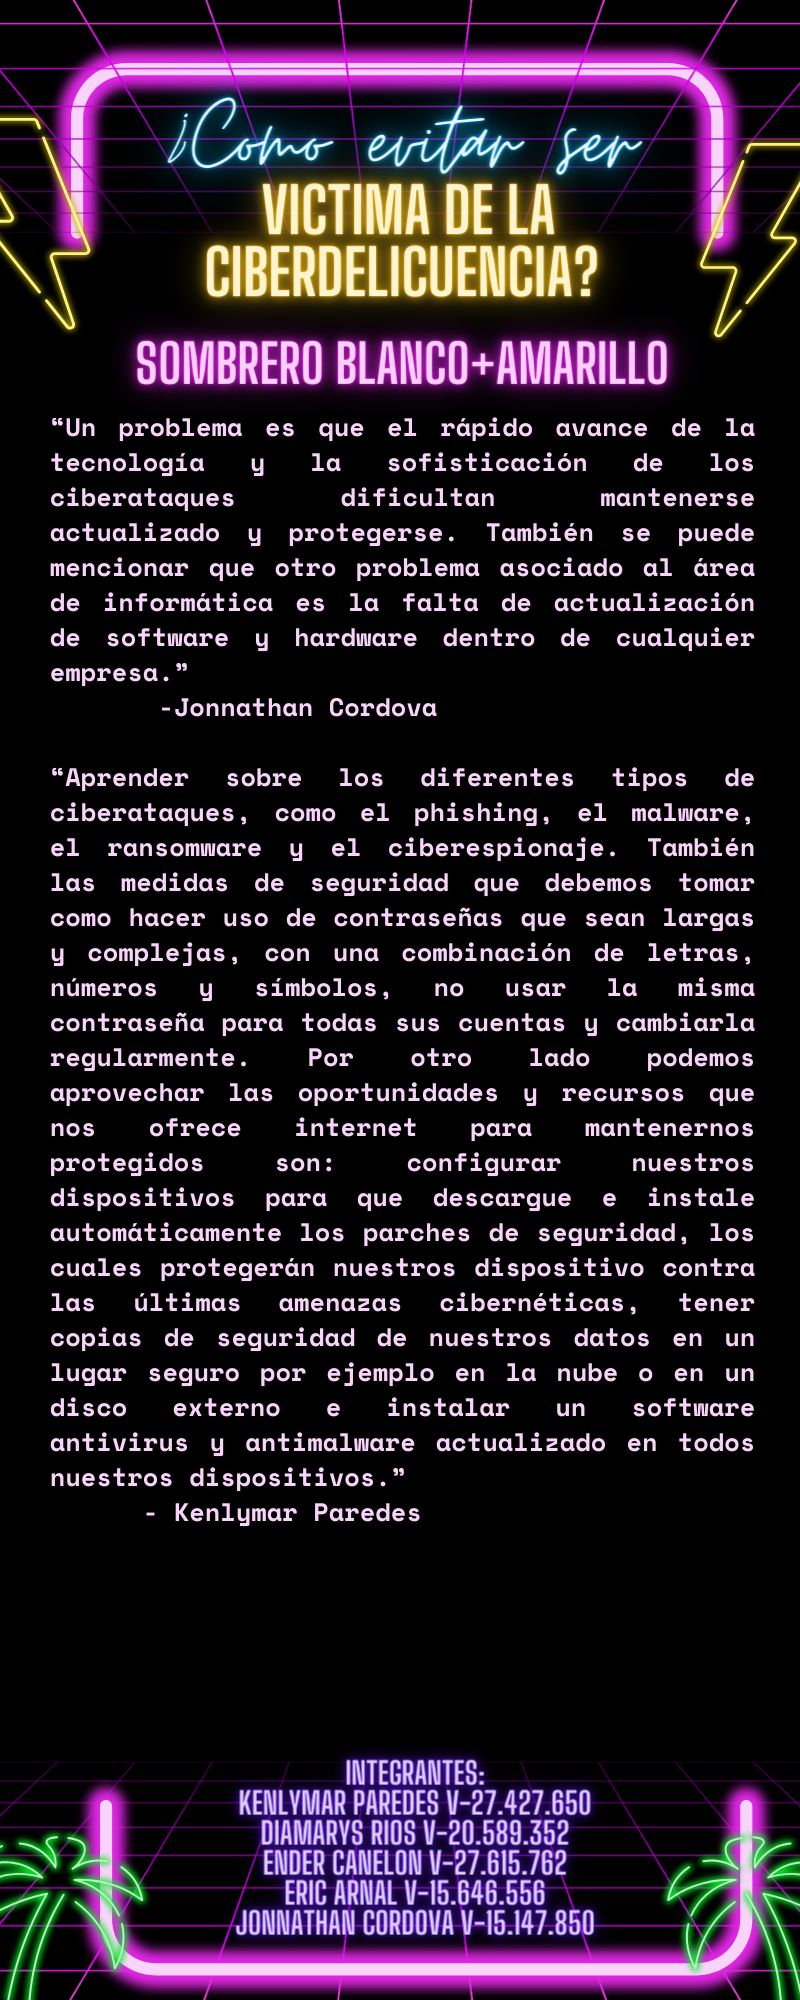 ¿Como evitar ser
VICTIMA DE LA
CIBERDELICUENCIA?
SOMBRERO BLANCO+AMARILLO
“Un problema es que el rápido avance de la
tecnología y la sofisticación de los
ciberataques dificultan mantenerse
actualizado y protegerse. También se puede
mencionar que otro problema asociado al área
de informática es la falta de actualización
de software y hardware dentro de cualquier
empresa.”
-Jonnathan Cordova
“Aprender sobre los diferentes tipos de
ciberataques, como el phishing, el malware,
el ransomware y el ciberespionaje. También
las medidas de seguridad que debemos tomar
como hacer uso de contraseñas que sean largas
y complejas, con una combinación de letras,
números y símbolos, no usar la misma
contraseña para todas sus cuentas y cambiarla
regularmente. Por otro lado podemos
aprovechar las oportunidades y recursos que
nos ofrece internet para mantenernos
protegidos son: configurar nuestros
dispositivos para que descargue e instale
automáticamente los parches de seguridad, los
cuales protegerán nuestros dispositivo contra
las últimas amenazas cibernéticas, tener
copias de seguridad de nuestros datos en un
lugar seguro por ejemplo en la nube o en un
disco externo e instalar un software
antivirus y antimalware actualizado en todos
nuestros dispositivos.”
- Kenlymar Paredes
INTEGRANTES:
KENLYMAR PAREDES V-27.427.650
DIAMARYS RIOS V-20.589.352
ENDER CANELON V-27.615.762
ERIC ARNAL V-15.646.556
JONNATHAN CORDOVA V-15.147.850